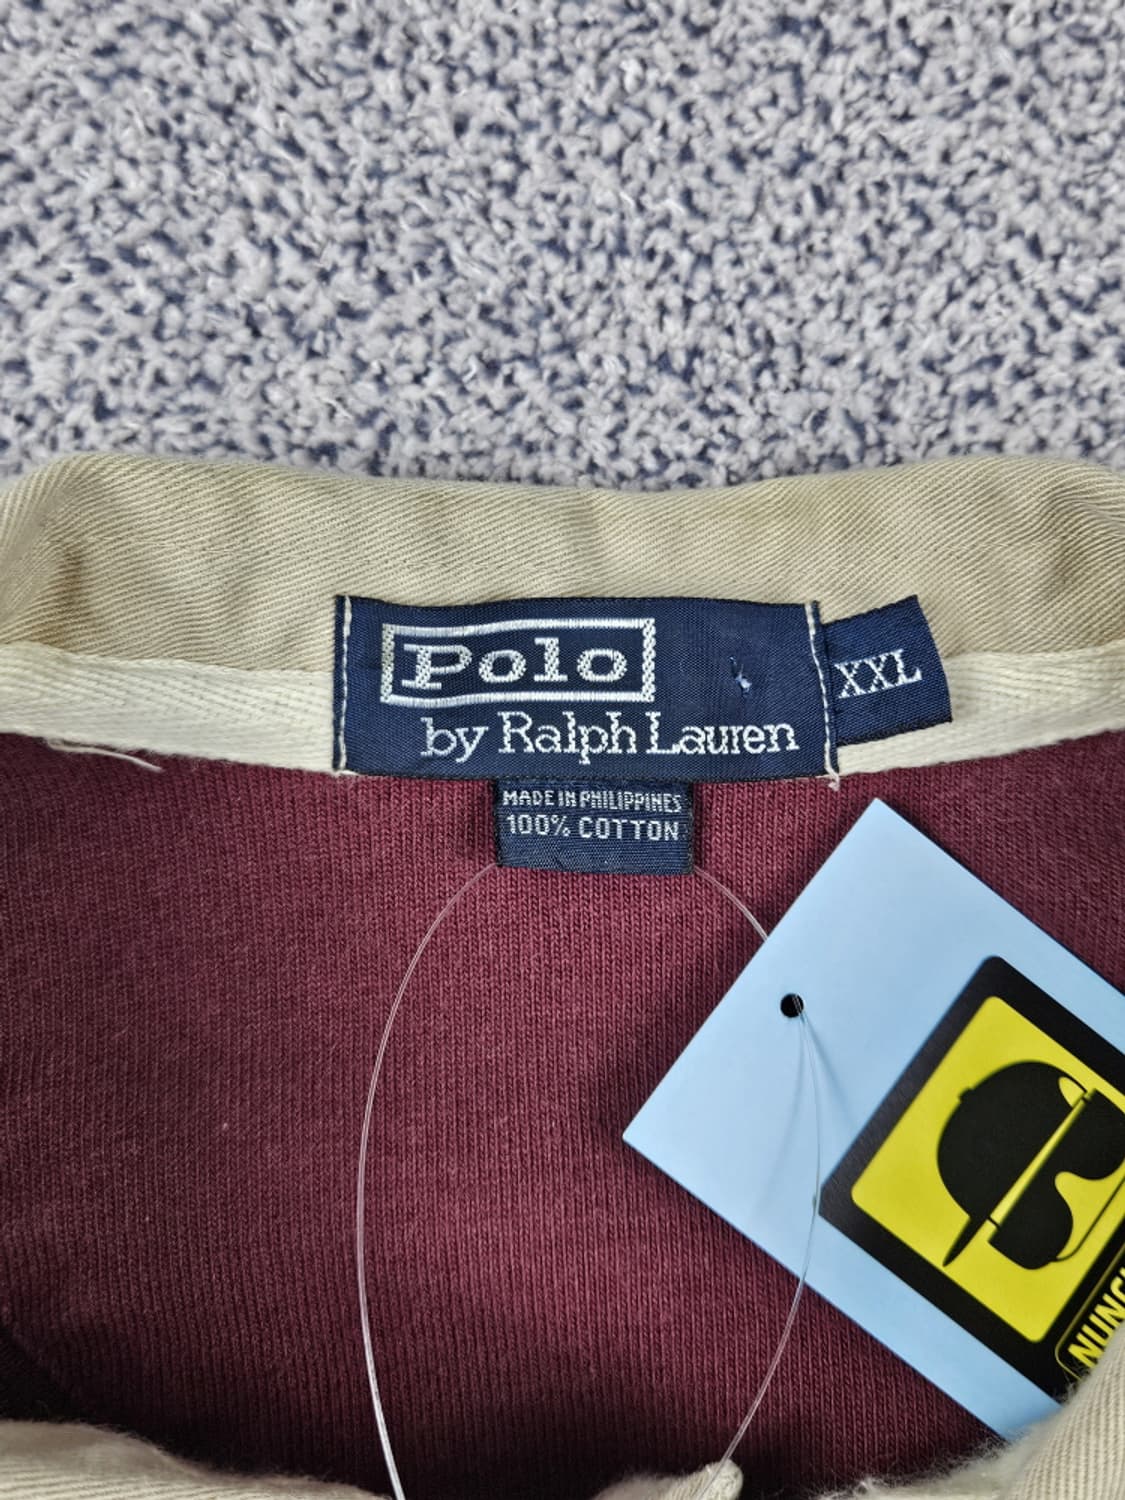 Polo
by Ralph Lauren
XXL
MADE IN PHILIPPINES
100% COTTON